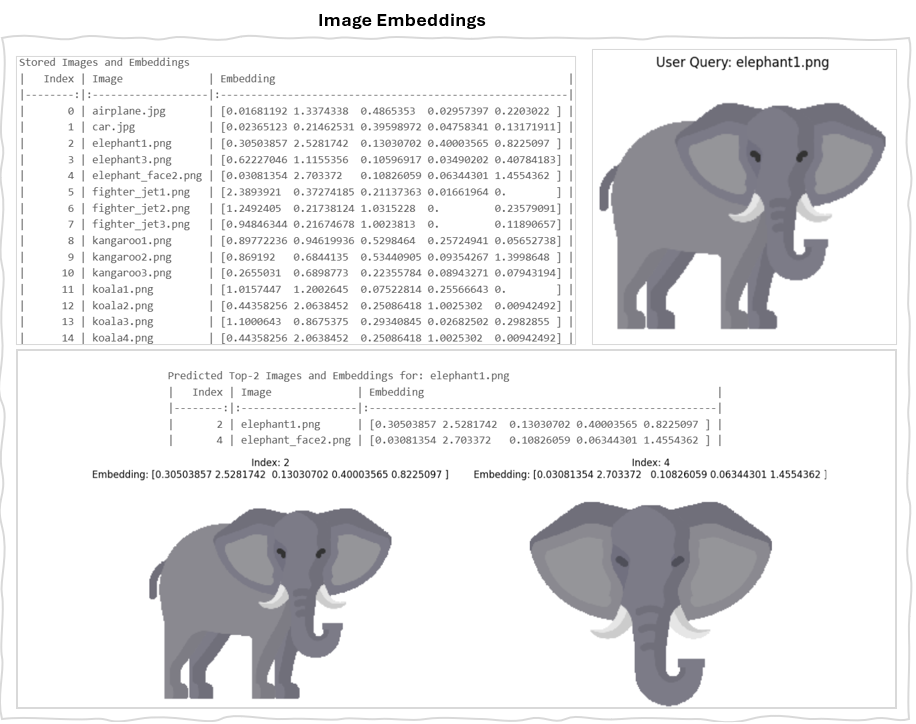 Image Embeddings
Stored Images and Embeddings
|   Index | Image              | Embedding                                                  |
|--------:|:-------------------|:-----------------------------------------------------------|
|       0 | airplane.jpg       | [0.01681192 1.3374338  0.4865353  0.02957397 0.2203022 ] |
|       1 | car.jpg            | [0.02365123 0.21462531 0.39598972 0.04758341 0.13171911] |
|       2 | elephant1.png      | [0.30503857 2.5281742  0.13030702 0.40003565 0.8225097 ] |
|       3 | elephant3.png      | [0.62227046 1.1155356  0.10596917 0.03490202 0.40784183] |
|       4 | elephant_face2.png | [0.03081354 2.703372   0.10826059 0.06344301 1.4554362 ] |
|       5 | fighter_jet1.png   | [2.3893921  0.37274185 0.21137363 0.01661964 0.        ] |
|       6 | fighter_jet2.png   | [1.2492405  0.21738124 1.0315228  0.         0.23579091] |
|       7 | fighter_jet3.png   | [0.94846344 0.21674678 1.0023813  0.         0.11890657] |
|       8 | kangaroo1.png      | [0.89772236 0.94619936 0.5298464  0.25724941 0.05652738] |
|       9 | kangaroo2.png      | [0.869192   0.6844135  0.53440905 0.09354267 1.3998648 ] |
|      10 | kangaroo3.png      | [0.2655031  0.6898773  0.22355784 0.08943271 0.07943194] |
|      11 | koala1.png         | [1.0157447  1.2002645  0.07522814 0.25566643 0.        ] |
|      12 | koala2.png         | [0.44358256 2.0638452  0.25086418 1.0025302  0.00942492] |
|      13 | koala3.png         | [1.1000643  0.8675375  0.29340845 0.02682502 0.2982855 ] |
|      14 | koala4.png         | [0.44358256 2.0638452  0.25086418 1.0025302  0.00942492] |
User Query: elephant1.png
Predicted Top-2 Images and Embeddings for: elephant1.png
|   Index | Image              | Embedding                                                |
|--------:|:-------------------|:---------------------------------------------------------|
|       2 | elephant1.png      | [0.30503857 2.5281742  0.13030702 0.40003565 0.8225097 ] |
|       4 | elephant_face2.png | [0.03081354 2.703372   0.10826059 0.06344301 1.4554362 ] |
Index: 2
Embedding: [0.30503857 2.5281742  0.13030702 0.40003565 0.8225097 ]
Index: 4
Embedding: [0.03081354 2.703372   0.10826059 0.06344301 1.4554362 ]